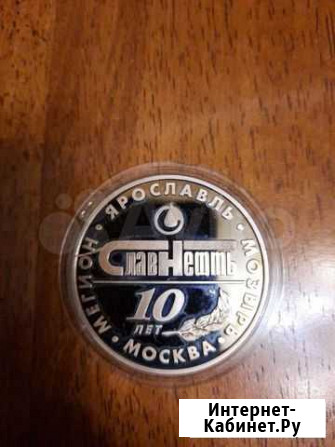 ЯРОСЛАВЛЬ • МОЗЫРЬ • МОСКВА • МЕГИОН •
СлавНефть
10
ЛЕТ
Интернет-
Кабинет.Ру